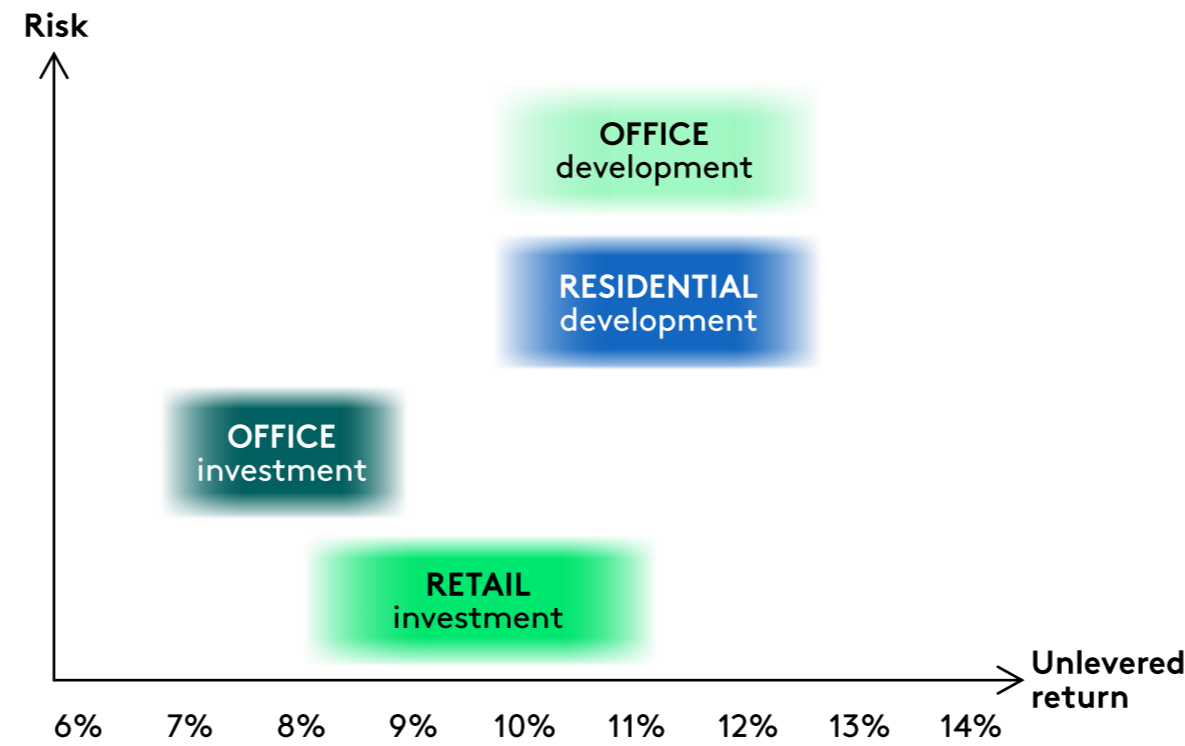 Risk
OFFICE
development
RESIDENTIAL
development
OFFICE
investment
RETAIL
investment
Unlevered
return
6% 7% 8% 9% 10% 11% 12% 13% 14%